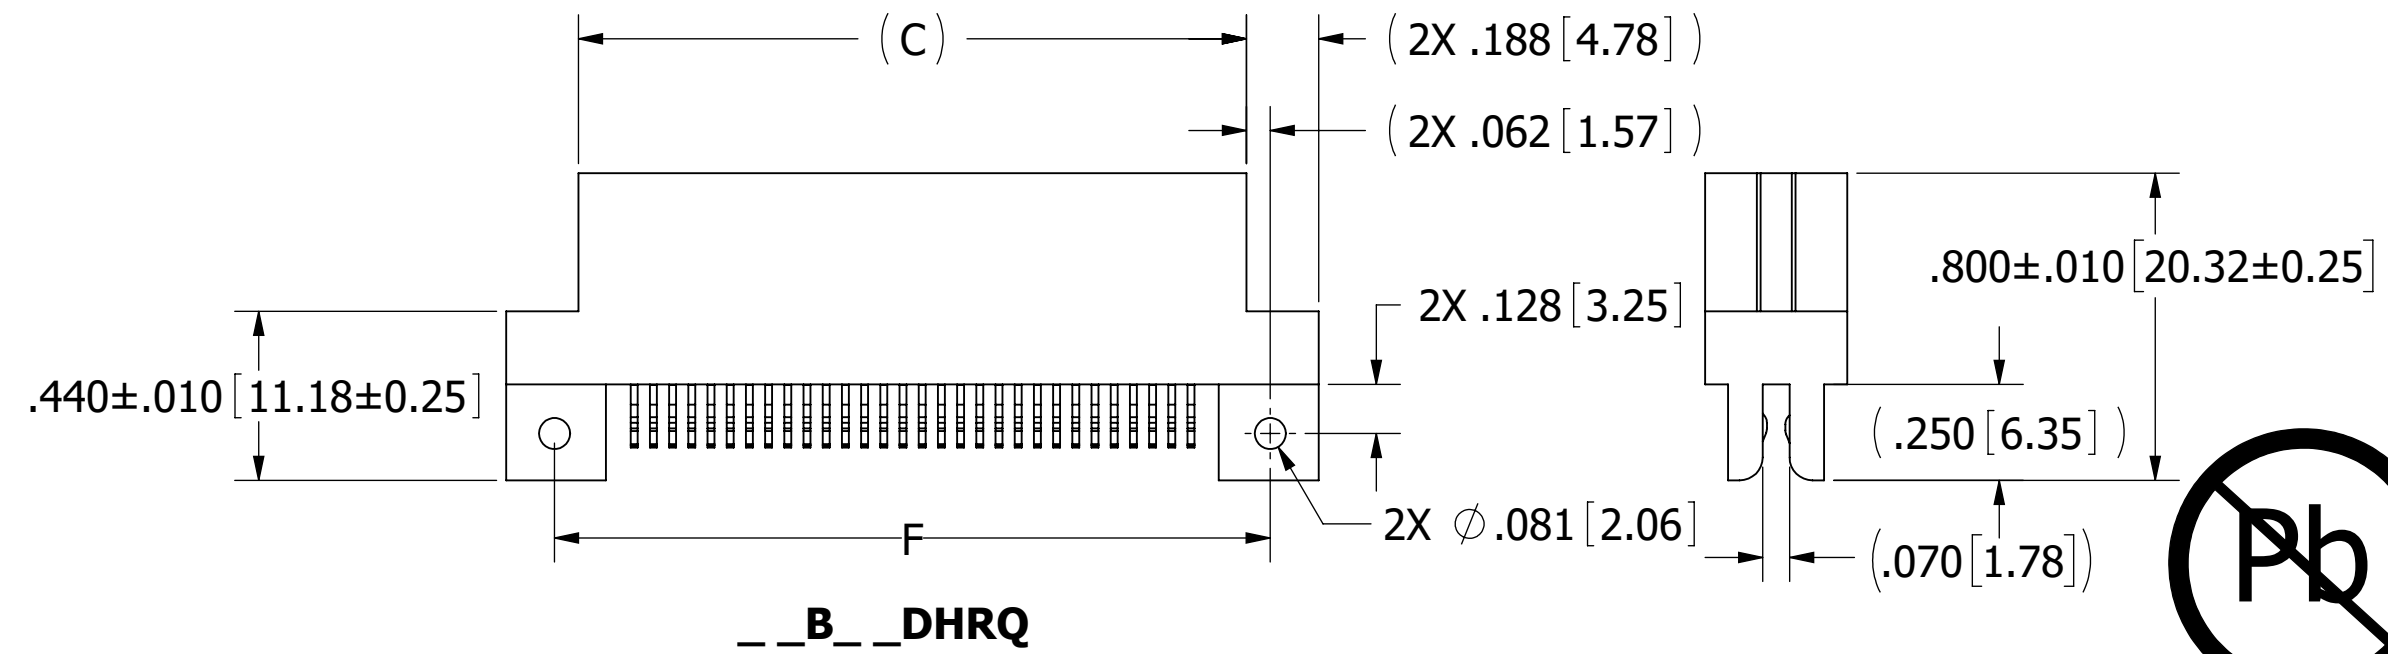 (C)
(2X .188[4.78])
(2X .062[1.57])
.800±.010[20.32±0.25]
2X .128[3.25]
.440±.010[11.18±0.25]
(.250[6.35])
F
2X ∅.081[2.06]
(.070[1.78])
Pb
_ _B_ _DHRQ